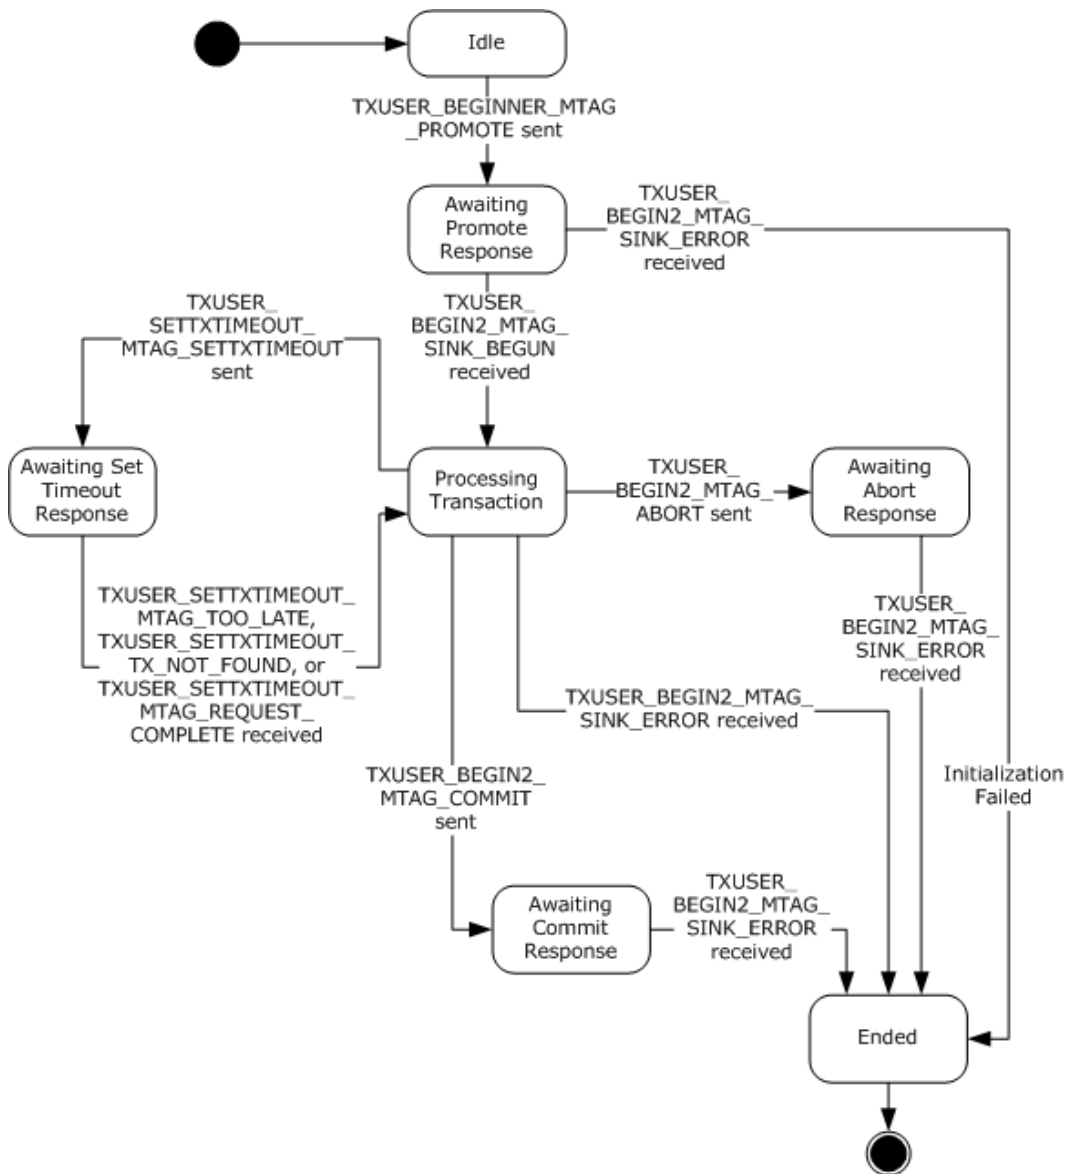 Idle
TXUSER_BEGINNER_MTAG
_PROMOTE sent
Awaiting
Promote
Response
TXUSER_
BEGIN2_MTAG_
SINK_ERROR
received
TXUSER_
SETTXTIMEOUT_
MTAG_SETTXTIMEOUT
sent
TXUSER_
BEGIN2_MTAG_
SINK_BEGUN
received
Awaiting Set
Timeout
Response
Processing
Transaction
TXUSER_
BEGIN2_MTAG_
ABORT sent
Awaiting
Abort
Response
TXUSER_SETTXTIMEOUT_
MTAG_TOO_LATE,
TXUSER_SETTXTIMEOUT_
TX_NOT_FOUND, or
TXUSER_SETTXTIMEOUT_
MTAG_REQUEST_
COMPLETE received
TXUSER_
BEGIN2_MTAG_
SINK_ERROR
received
TXUSER_BEGIN2_MTAG_
SINK_ERROR received
TXUSER_BEGIN2_
MTAG_COMMIT
sent
Initialization
Failed
Awaiting
Commit
Response
TXUSER_
BEGIN2_MTAG_
SINK_ERROR
received
Ended